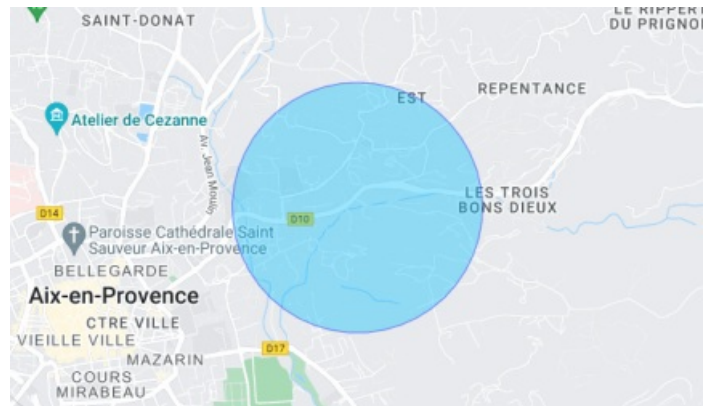 LE RIPPERT
DU PRIGNON
SAINT-DONAT
EST
REPENTANCE
Atelier de Cezanne
Av. Jean Moulin
LES TROIS
BONS DIEUX
D14
D10
Paroisse Cathédrale Saint
Sauveur Aix-en-Provence
BELLEGARDE
Aix-en-Provence
CTRE VILLE
VIEILLE VILLE
D17
MAZARIN
COURS
MIRABEAU